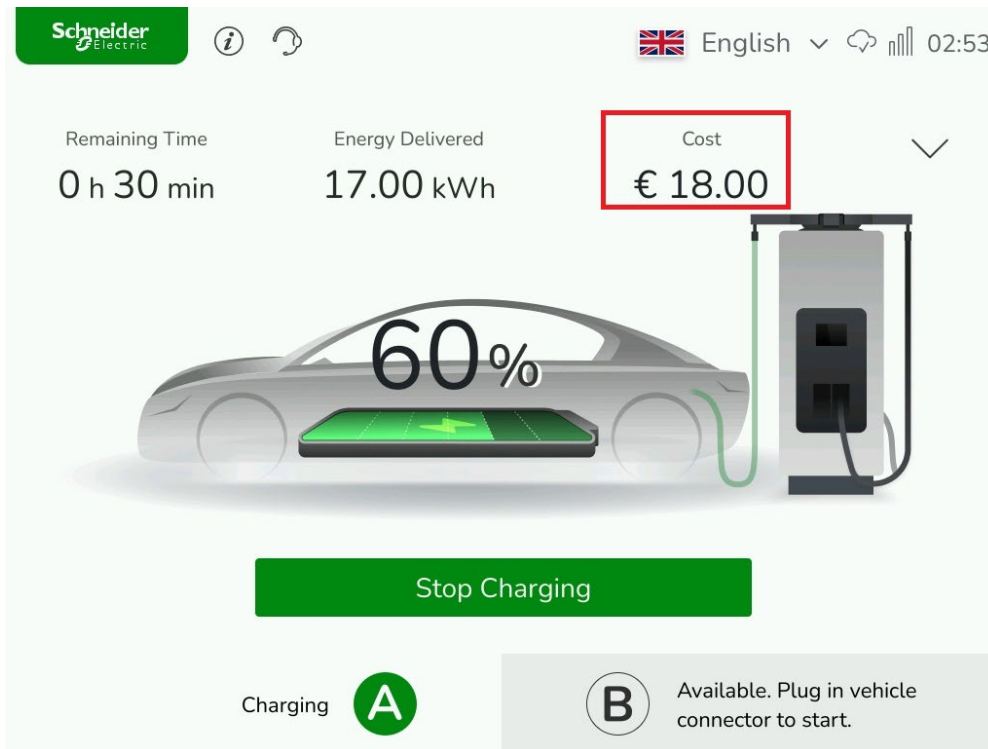 Schneider
Electric
i
English
02:53
Remaining Time
Energy Delivered
Cost
0 h 30 min
17.00 kWh
€ 18.00
60%
Stop Charging
Charging
A
B
Available. Plug in vehicle
connector to start.